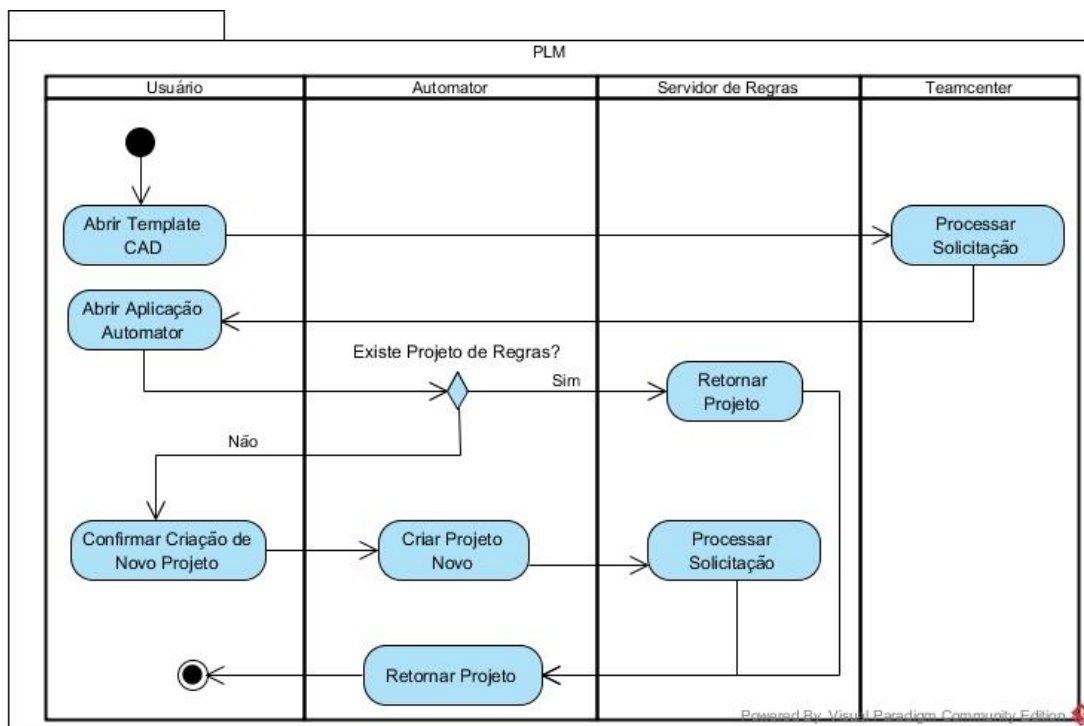 PLM
Usuário
Automator
Servidor de Regras
Teamcenter
Abrir Template
CAD
Processar
Solicitação
Abrir Aplicação
Automator
Existe Projeto de Regras?
Sim
Retornar
Projeto
Não
Confirmar Criação de
Novo Projeto
Criar Projeto
Novo
Processar
Solicitação
Retornar Projeto
Powered By Visual Paradigm Community Edition